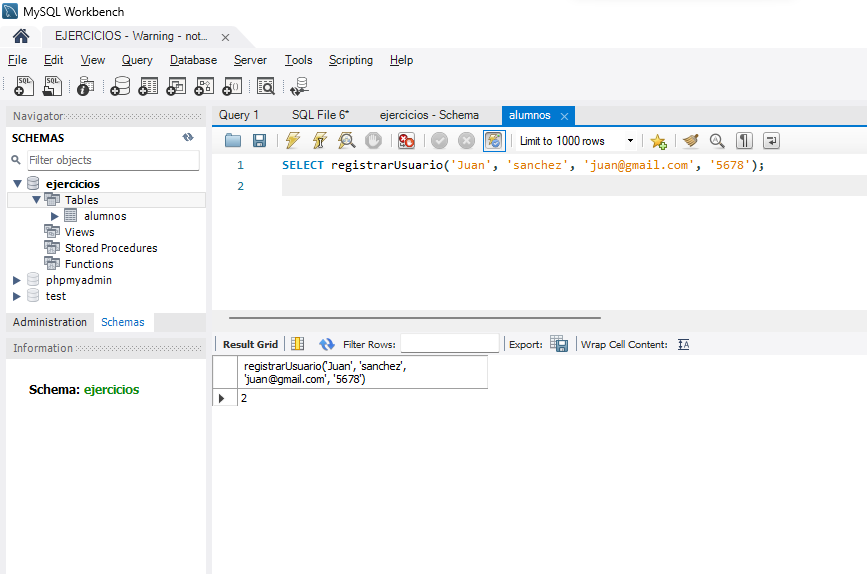 MySQL Workbench
EJERCICIOS - Warning - not...
File Edit View Query Database Server Tools Scripting Help
Navigator
SCHEMAS
Filter objects
ejercicios
Tables
alumnos
Views
Stored Procedures
Functions
phpmyadmin
test
Administration Schemas
Information
Schema: ejercicios
Query 1 SQL File 6* ejercicios - Schema alumnos
Limit to 1000 rows
1 SELECT registrarUsuario('Juan', 'sanchez', 'juan@gmail.com', '5678');
2
Result Grid Filter Rows: Export: Wrap Cell Content:
registrarUsuario('Juan', 'sanchez',
'juan@gmail.com', '5678')
2